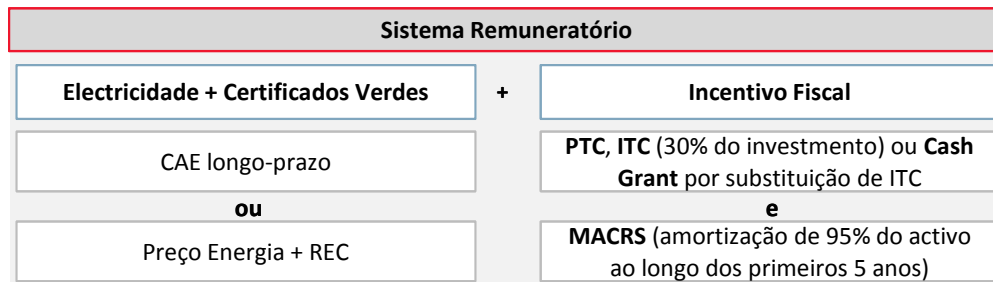 Sistema Remuneratório
Electricidade + Certificados Verdes
+
Incentivo Fiscal
CAE longo-prazo
ou
Preço Energia + REC
PTC, ITC (30% do investimento) ou Cash
Grant por substituição de ITC
e
MACRS (amortização de 95% do activo
ao longo dos primeiros 5 anos)